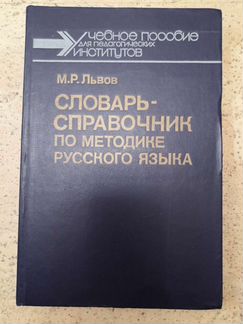 Учебное пособие
для педагогических
институтов
М.Р.Львов
СЛОВАРЬ-
СПРАВОЧНИК
ПО МЕТОДИКЕ
РУССКОГО ЯЗЫКА